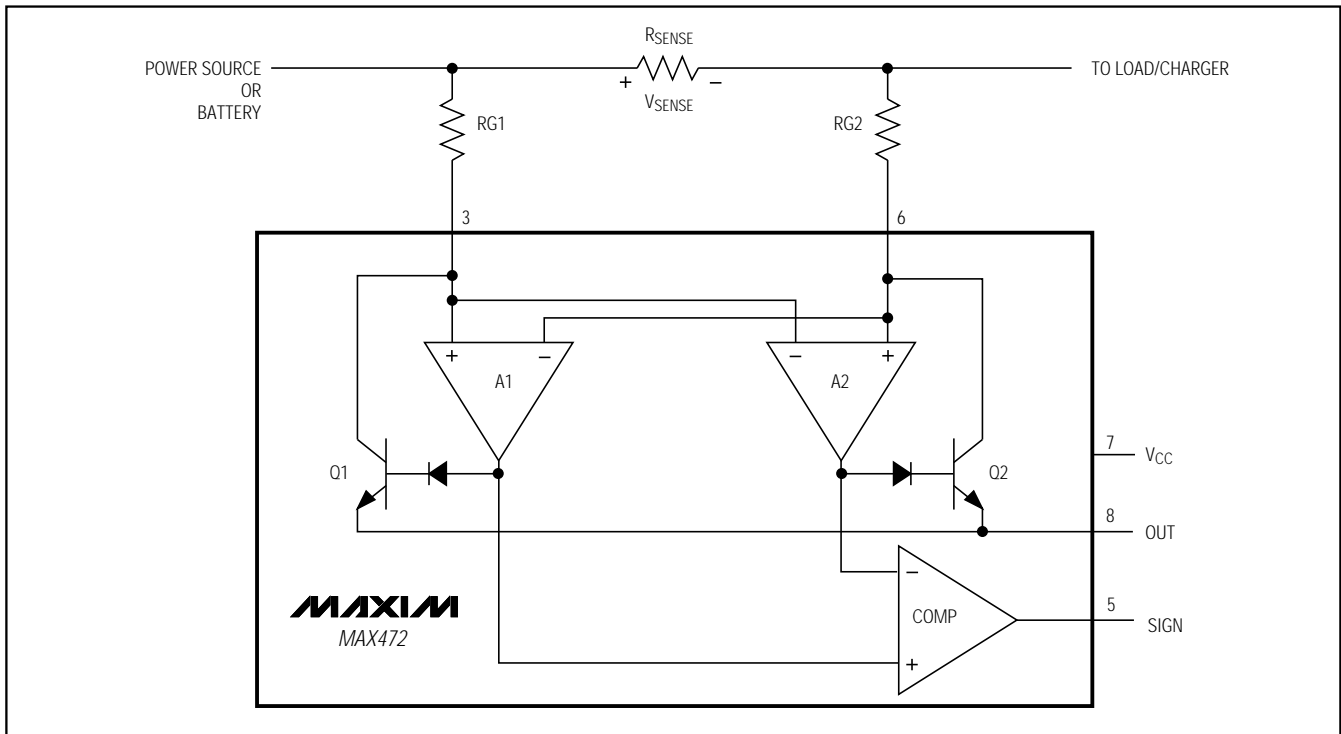 RSENSE
POWER SOURCE
OR
BATTERY
TO LOAD/CHARGER
+
−
VSENSE
RG1
RG2
3
6
+
−
−
+
A1
A2
7
VCC
Q1
Q2
8
OUT
−
MAXIM
MAX472
COMP
5
SIGN
+